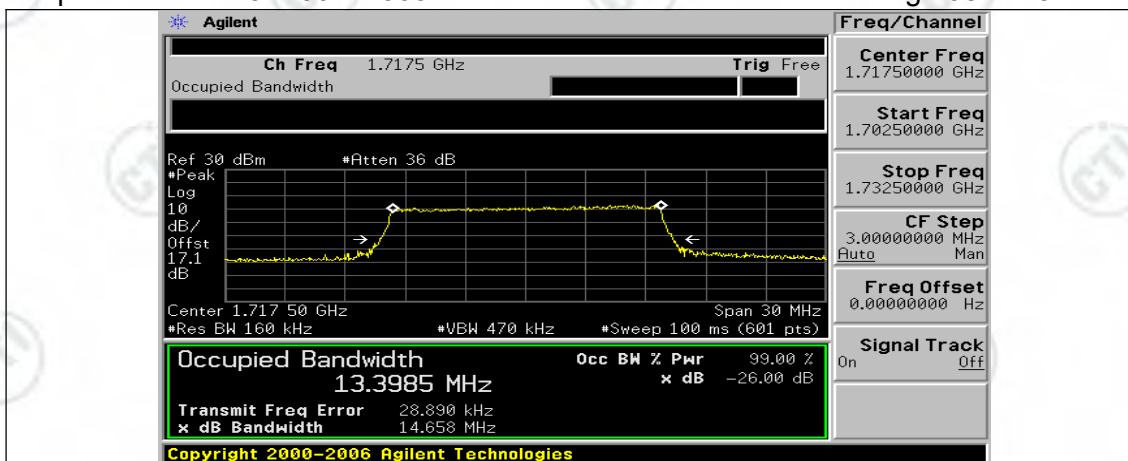 Agilent
Freq/Channel
Ch Freq 1.7175 GHz Trig Free
Occupied Bandwidth
Center Freq
1.71750000 GHz
Start Freq
1.70250000 GHz
Stop Freq
1.73250000 GHz
CF Step
3.00000000 MHz
Auto Man
Freq Offset
0.00000000 Hz
Signal Track
On Off
Ref 30 dBm #Atten 36 dB
#Peak
Log
10
dB/
Offst
17.1
dB
Center 1.717 50 GHz Span 30 MHz
#Res BW 160 kHz #VBW 470 kHz #Sweep 100 ms (601 pts)
Occupied Bandwidth Occ BW % Pwr 99.00 %
13.3985 MHz x dB -26.00 dB
Transmit Freq Error 28.890 kHz
x dB Bandwidth 14.658 MHz
Copyright 2000-2006 Agilent Technologies